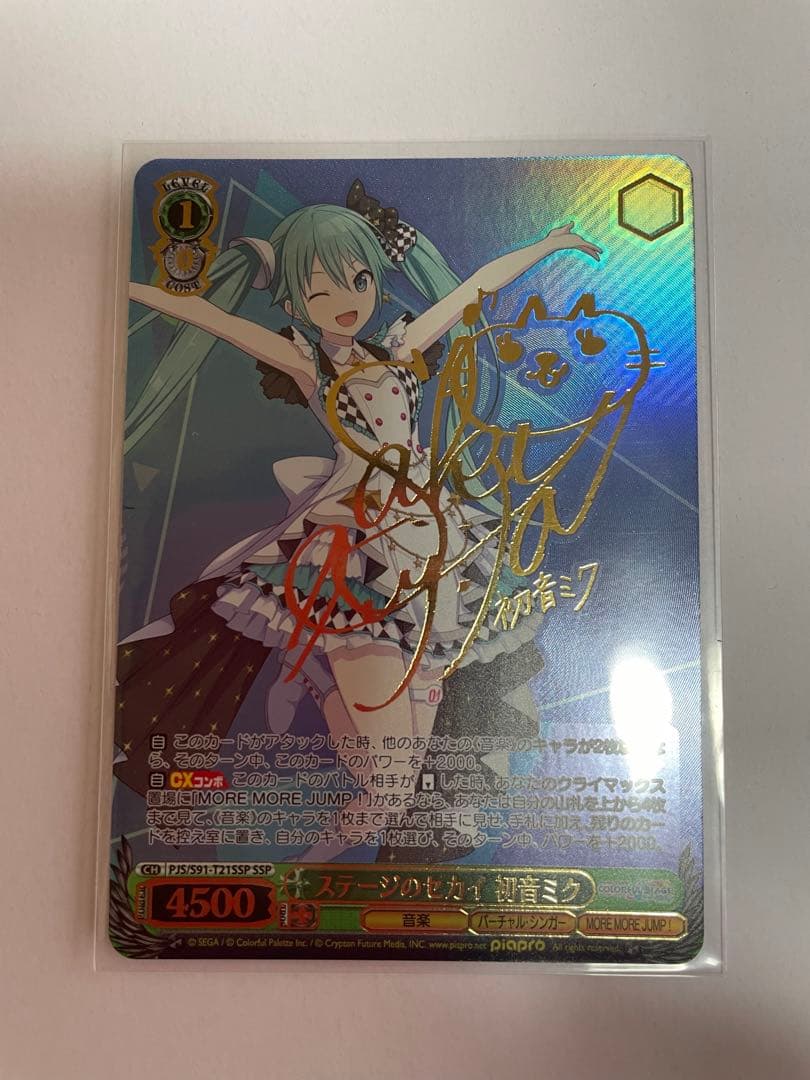 LEVEL
1
0
COST
Saki Fujita
初音ミク
01
自 このカードがアタックした時、他のあなたの《音楽》のキャラが2枚
ら、そのターン中、このカードのパワーを+2000。
自 CXコンボ このカードのバトル相手が した時、あなたのクライマックス
置場に「MORE MORE JUMP！」があるなら、あなたは自分の山札を上から4枚
まで見て、《音楽》のキャラを1枚まで選んで相手に見せ、手札に加え、残りのカー
ドを控え室に置き、自分のキャラを1枚選び、そのターン中、パワーを+2000。
CH PJS/S91-T21SSP SSP
ステージのセカイ 初音ミク
COLORFUL STAGE
POWER 4500 SOUL
音楽 バーチャル・シンガー MORE MORE JUMP！
© SEGA / © Colorful Palette Inc. / © Crypton Future Media, INC. www.piapro.net piapro All rights reserved.